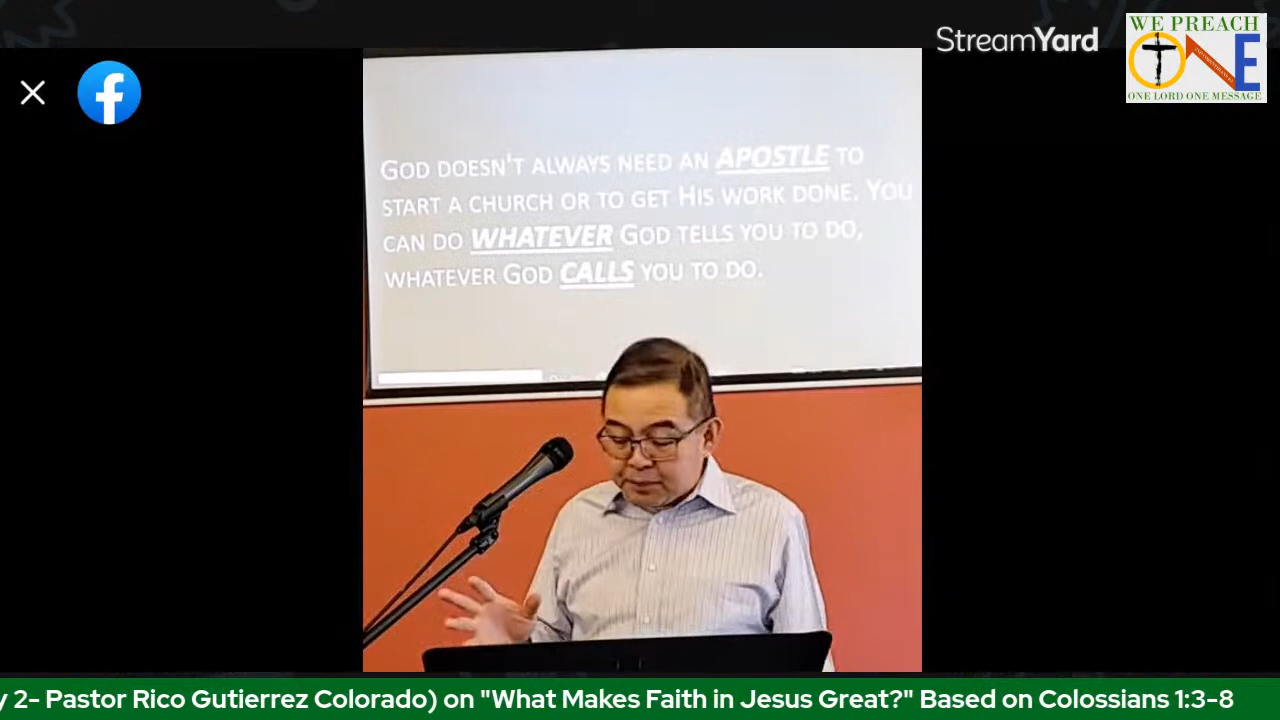 StreamYard
WE PREACH
ONE
ONE LORD ONE MESSAGE
GOD DOESN'T ALWAYS NEED AN APOSTLE TO
START A CHURCH OR TO GET HIS WORK DONE. YOU
CAN DO WHATEVER GOD TELLS YOU TO DO,
WHATEVER GOD CALLS YOU TO DO.
y 2- Pastor Rico Gutierrez Colorado) on "What Makes Faith in Jesus Great?" Based on Colossians 1:3-8